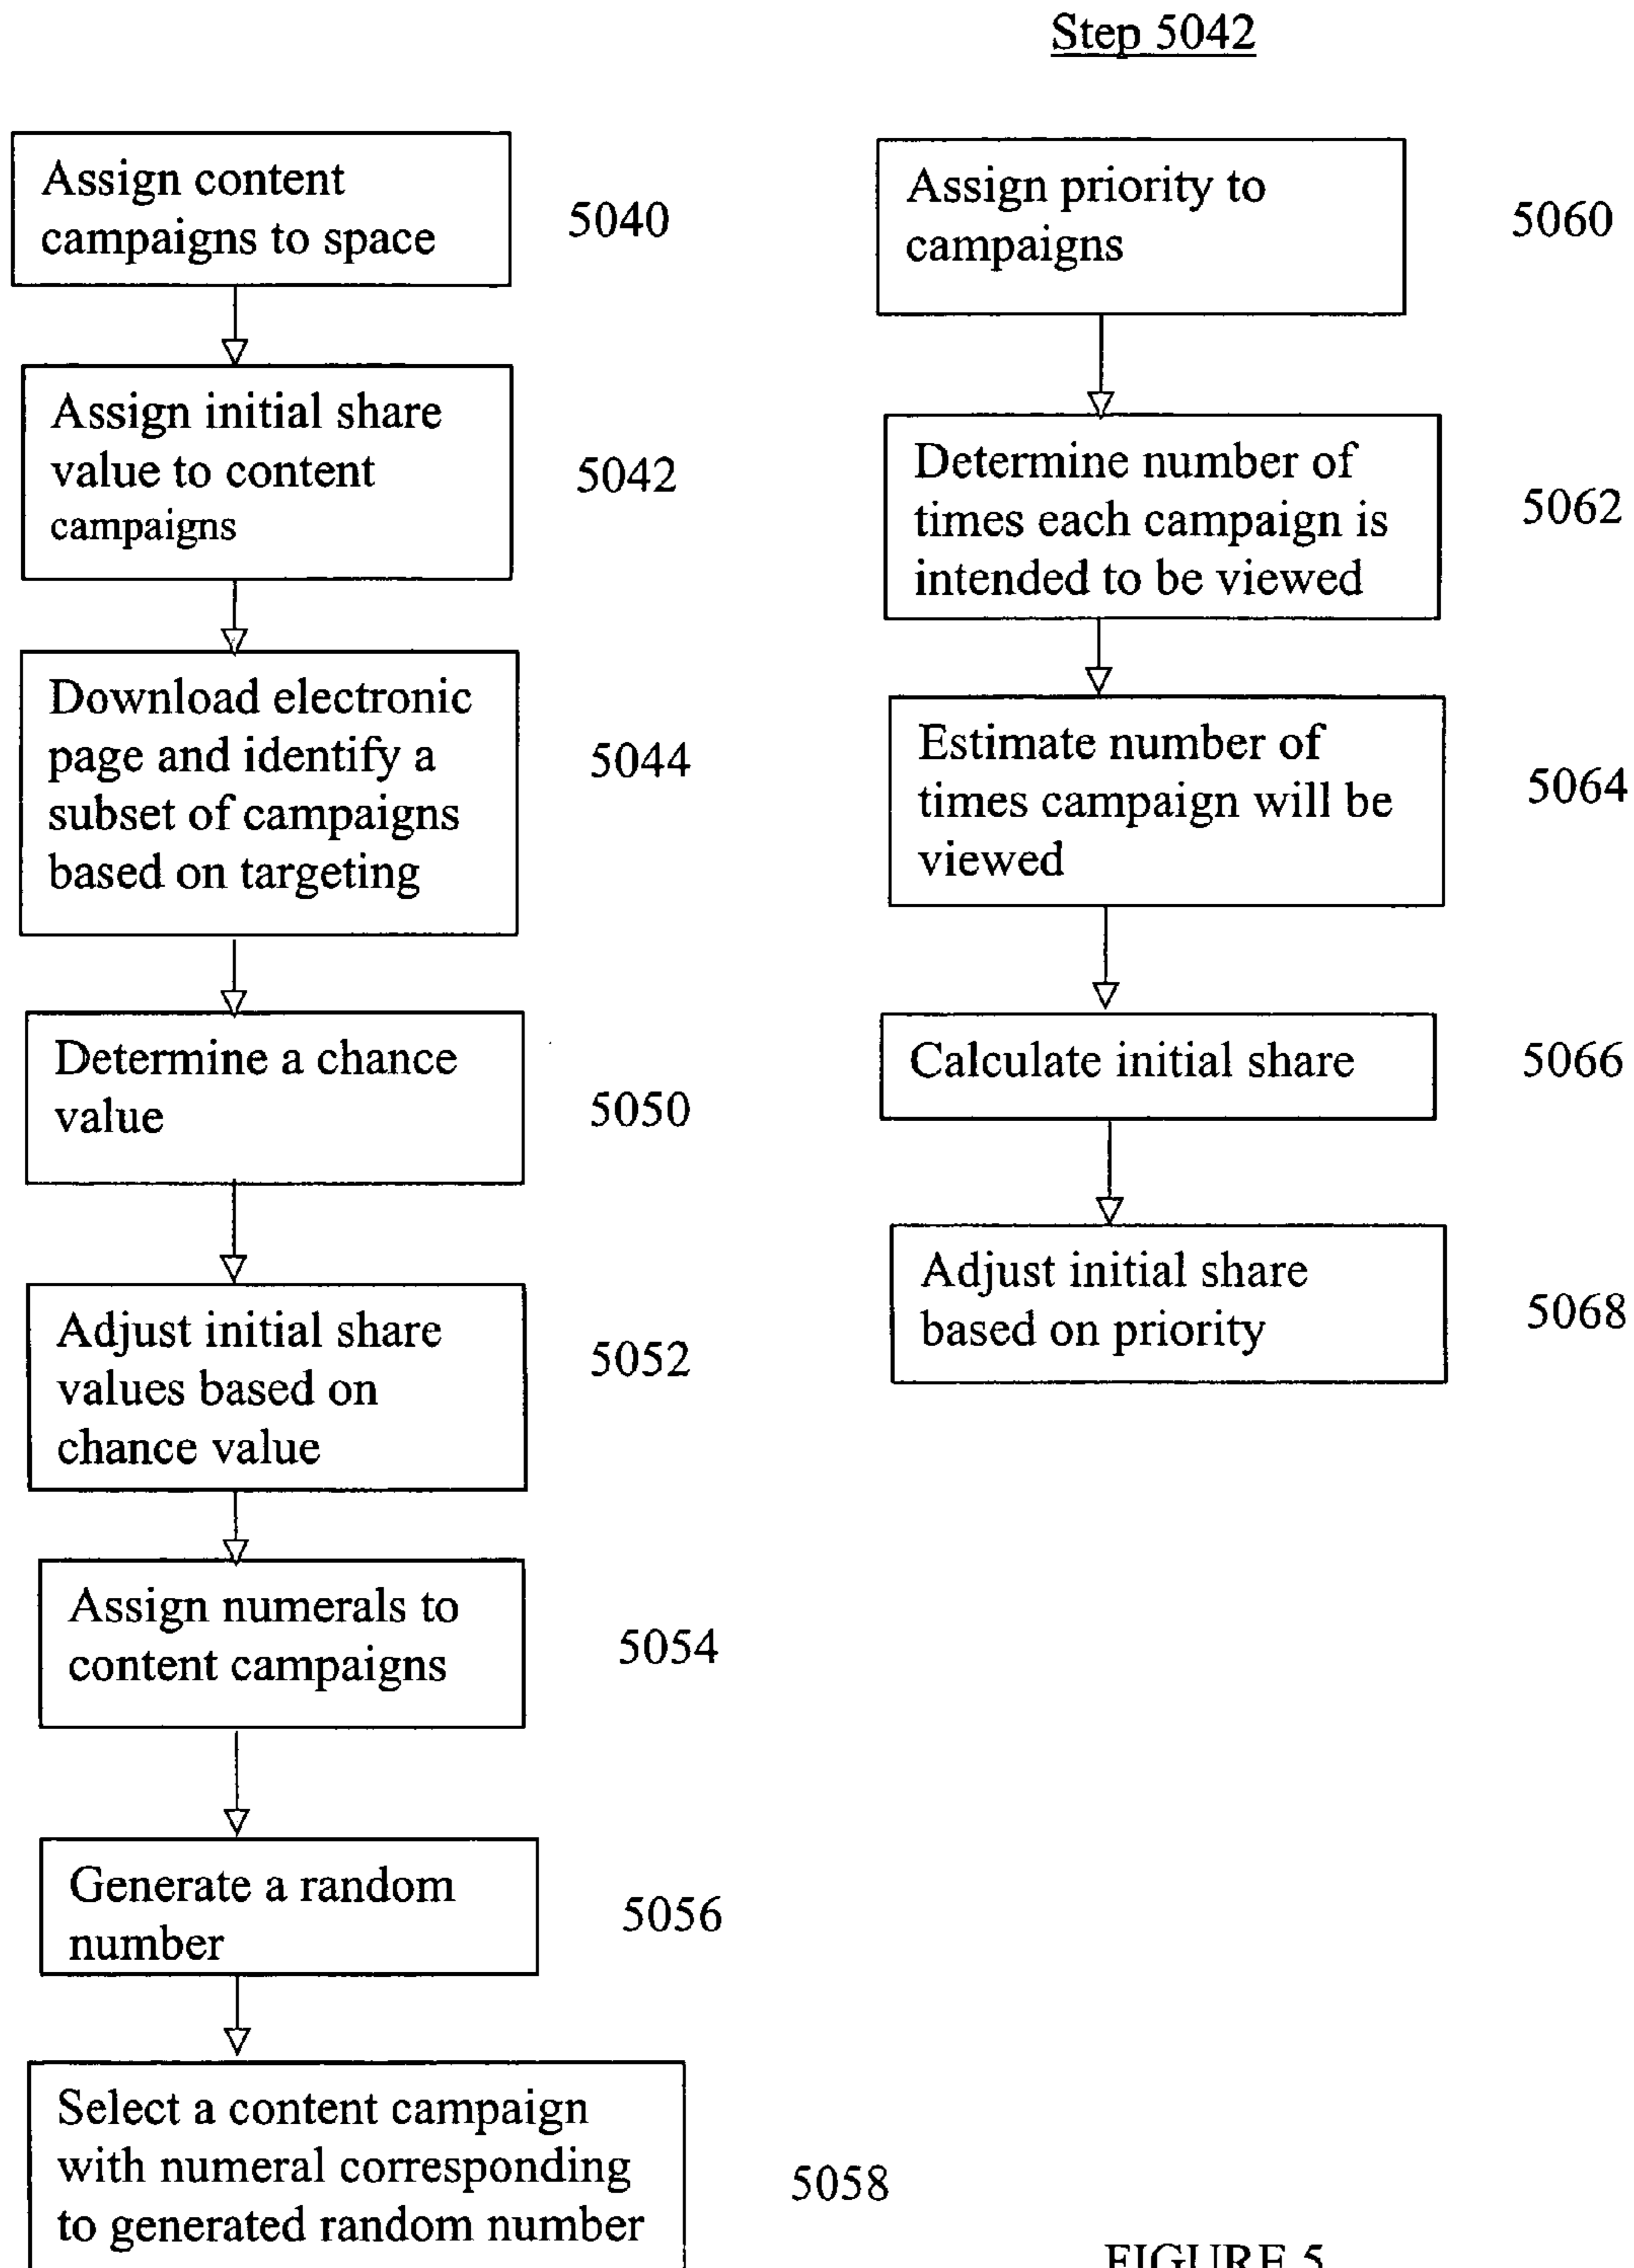 Step 5042
Assign content
campaigns to space
5040
Assign initial share
value to content
campaigns
5042
Download electronic
page and identify a
subset of campaigns
based on targeting
5044
Determine a chance
value
5050
Adjust initial share
values based on
chance value
5052
Assign numerals to
content campaigns
5054
Generate a random
number
5056
Select a content campaign
with numeral corresponding
to generated random number
5058
Assign priority to
campaigns
5060
Determine number of
times each campaign is
intended to be viewed
5062
Estimate number of
times campaign will be
viewed
5064
Calculate initial share
5066
Adjust initial share
based on priority
5068
FIGURE 5